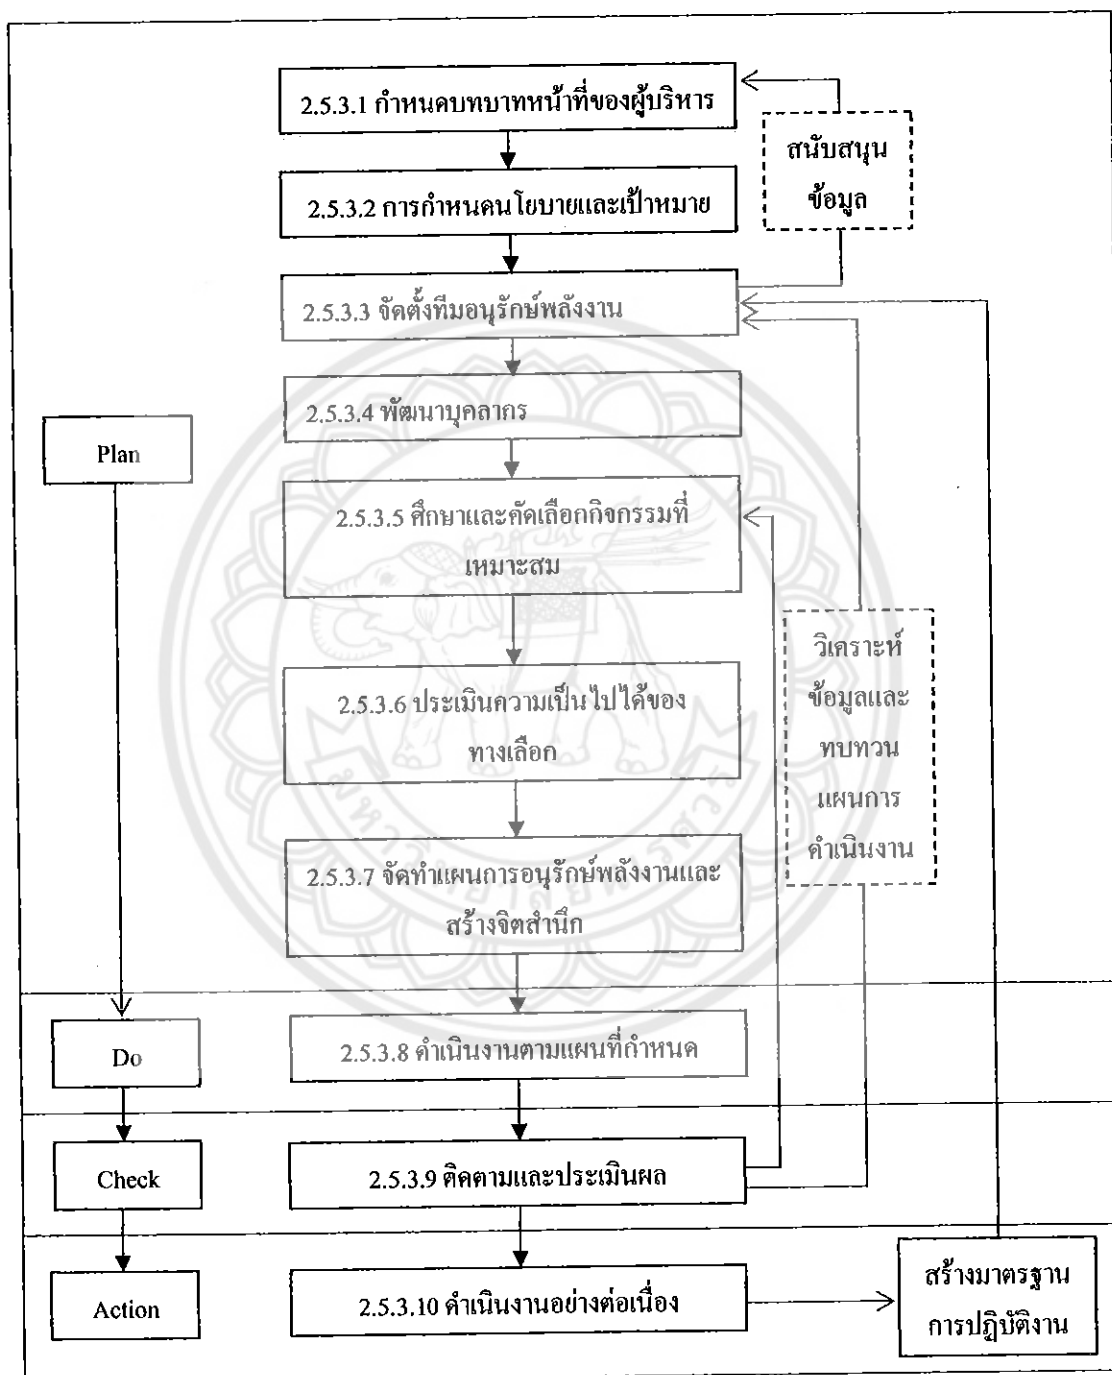 2.5.3.1 กำหนดบทบาทหน้าที่ของผู้บริหาร
สนับสนุน
ข้อมูล
2.5.3.2 การกำหนดนโยบายและเป้าหมาย
2.5.3.3 จัดตั้งทีมอนุรักษ์พลังงาน
2.5.3.4 พัฒนาบุคลากร
Plan
2.5.3.5 ศึกษาและคัดเลือกกิจกรรมที่
เหมาะสม
2.5.3.6 ประเมินความเป็นไปได้ของ
ทางเลือก
วิเคราะห์
ข้อมูลและ
ทบทวน
แผนการ
ดำเนินงาน
2.5.3.7 จัดทำแผนการอนุรักษ์พลังงานและ
สร้างจิตสำนึก
Do
2.5.3.8 ดำเนินงานตามแผนที่กำหนด
Check
2.5.3.9 ติดตามและประเมินผล
Action
2.5.3.10 ดำเนินงานอย่างต่อเนื่อง
สร้างมาตรฐาน
การปฏิบัติงาน
มหาวิทยาลัยนเรศวร